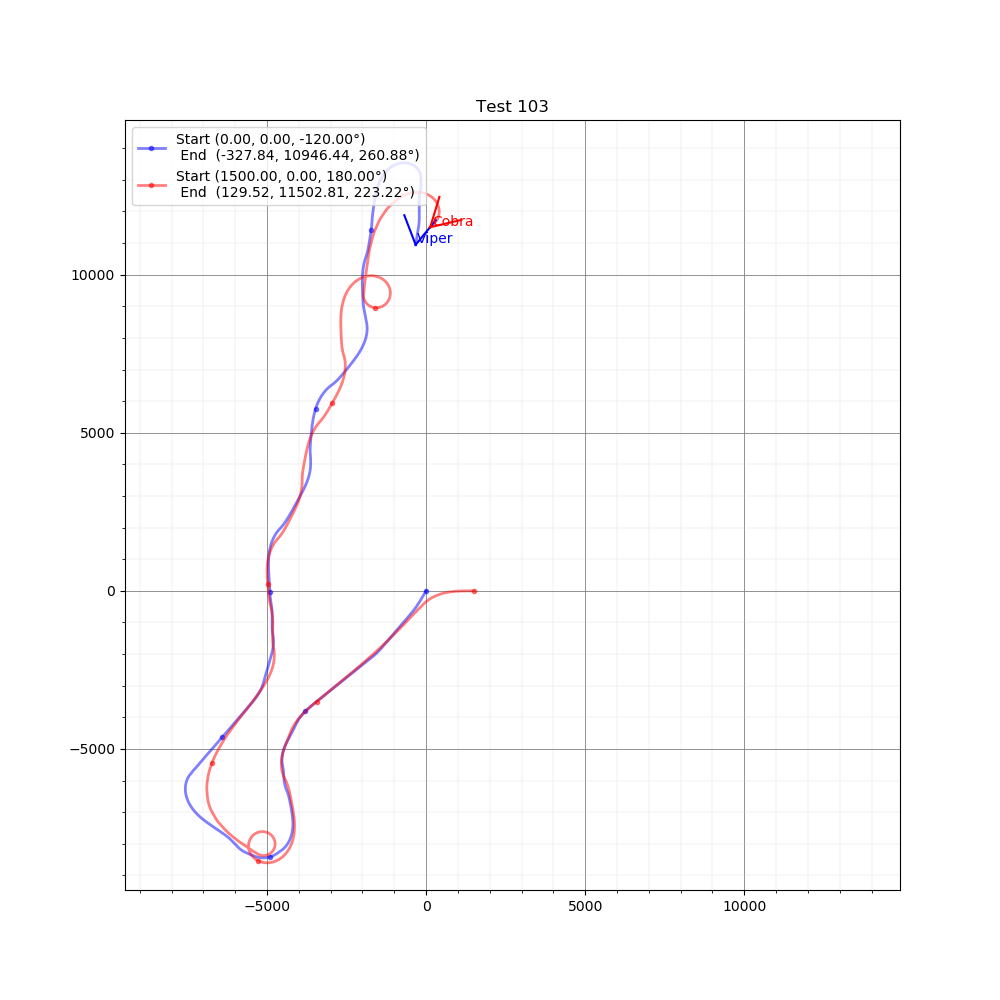 Test 103
Start (0.00, 0.00, -120.00°)
End (-327.84, 10946.44, 260.88°)
Start (1500.00, 0.00, 180.00°)
End (129.52, 11502.81, 223.22°)
Cobra
Viper
10000
5000
0
−5000
−5000
0
5000
10000